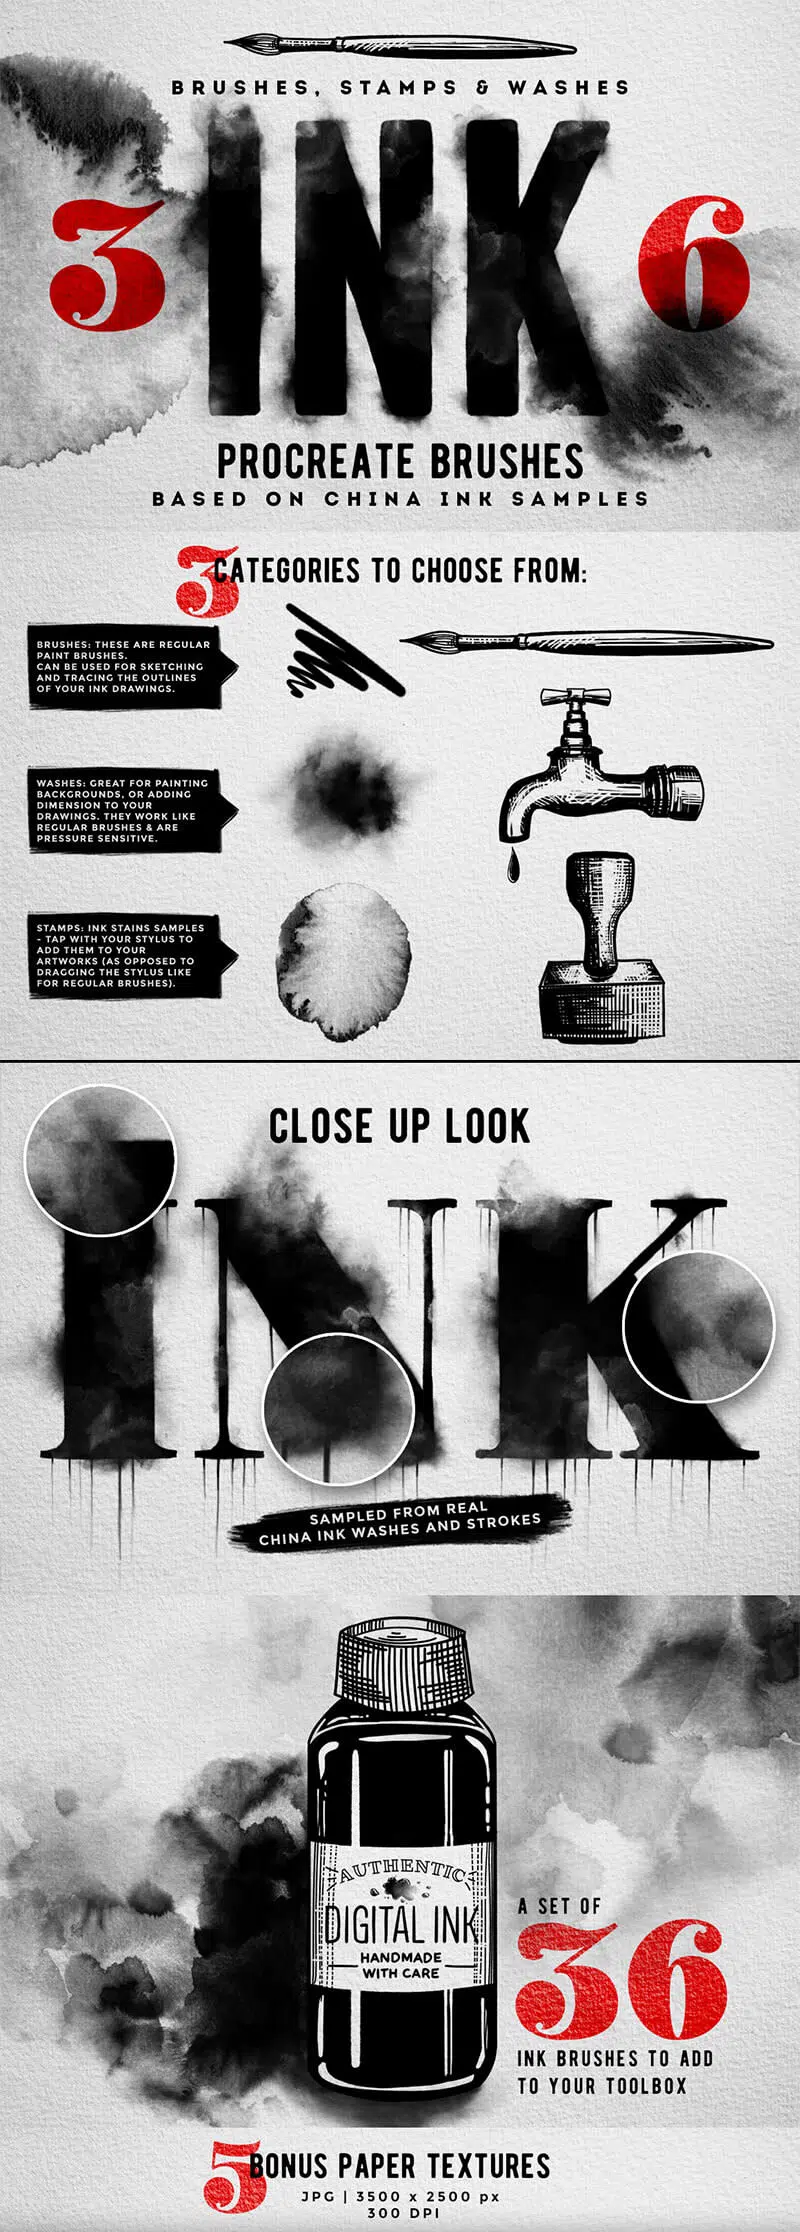 BRUSHES, STAMPS & WASHES
3 INK 6
PROCREATE BRUSHES
BASED ON CHINA INK SAMPLES
3 CATEGORIES TO CHOOSE FROM:
BRUSHES: THESE ARE REGULAR
PAINT BRUSHES.
CAN BE USED FOR SKETCHING
AND TRACING THE OUTLINES
OF YOUR INK DRAWINGS.
WASHES: GREAT FOR PAINTING
BACKGROUNDS, OR ADDING
DIMENSION TO YOUR
DRAWINGS. THEY WORK LIKE
REGULAR BRUSHES & ARE
PRESSURE SENSITIVE.
STAMPS: INK STAINS SAMPLES
- TAP WITH YOUR STYLUS TO
ADD THEM TO YOUR
ARTWORKS (AS OPPOSED TO
DRAGGING THE STYLUS LIKE
FOR REGULAR BRUSHES).
CLOSE UP LOOK
INK
SAMPLED FROM REAL
CHINA INK WASHES AND STROKES
AUTHENTIC
DIGITAL INK
HANDMADE
WITH CARE
A SET OF
36
INK BRUSHES TO ADD
TO YOUR TOOLBOX
5 BONUS PAPER TEXTURES
JPG | 3500 x 2500 px
300 DPI